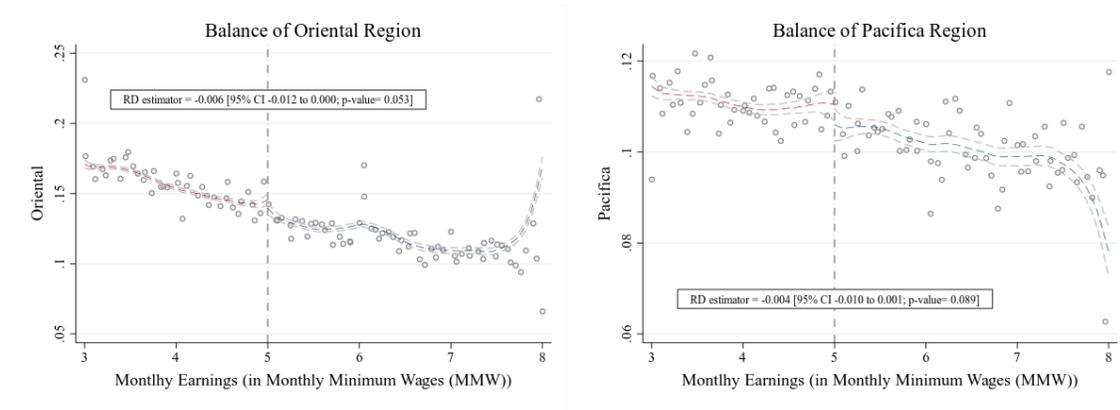 Balance of Oriental Region
.25
.2
.15
.1
.05
Oriental
RD estimator = -0.006 [95% CI -0.012 to 0.000; p-value= 0.053]
3 4 5 6 7 8
Montlhy Earnings (in Monthly Minimum Wages (MMW))
Balance of Pacifica Region
.12
.1
.08
.06
Pacifica
RD estimator = -0.004 [95% CI -0.010 to 0.001; p-value= 0.089]
3 4 5 6 7 8
Montlhy Earnings (in Monthly Minimum Wages (MMW))